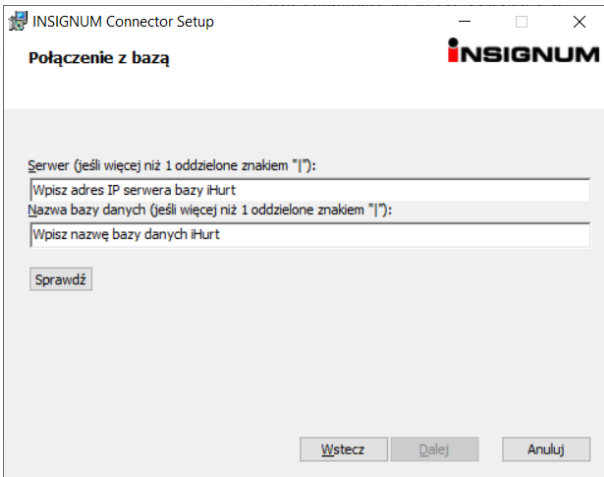 INSIGNUM Connector Setup
Połączenie z bazą
INSIGNUM
Serwer (jeśli więcej niż 1 oddzielone znakiem "|"):
Wpisz adres IP serwera bazy iHurt
Nazwa bazy danych (jeśli więcej niż 1 oddzielone znakiem "|"):
Wpisz nazwę bazy danych iHurt
Sprawdź
Wstecz Dalej Anuluj